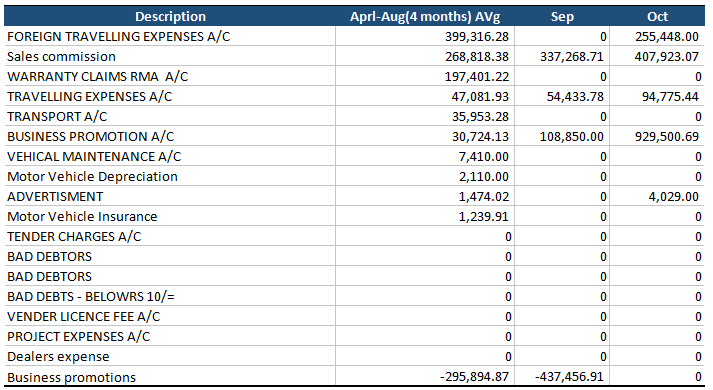 Description Aprl-Aug(4 months) AVg Sep Oct
FOREIGN TRAVELLING EXPENSES A/C 399,316.28 0 255,448.00
Sales commission 268,818.38 337,268.71 407,923.07
WARRANTY CLAIMS RMA A/C 197,401.22 0 0
TRAVELLING EXPENSES A/C 47,081.93 54,433.78 94,775.44
TRANSPORT A/C 35,953.28 0 0
BUSINESS PROMOTION A/C 30,724.13 108,850.00 929,500.69
VEHICAL MAINTENANCE A/C 7,410.00 0 0
Motor Vehicle Depreciation 2,110.00 0 0
ADVERTISMENT 1,474.02 0 4,029.00
Motor Vehicle Insurance 1,239.91 0 0
TENDER CHARGES A/C 0 0 0
BAD DEBTORS 0 0 0
BAD DEBTORS 0 0 0
BAD DEBTS - BELOWRS 10/= 0 0 0
VENDER LICENCE FEE A/C 0 0 0
PROJECT EXPENSES A/C 0 0 0
Dealers expense 0 0 0
Business promotions -295,894.87 -437,456.91 0